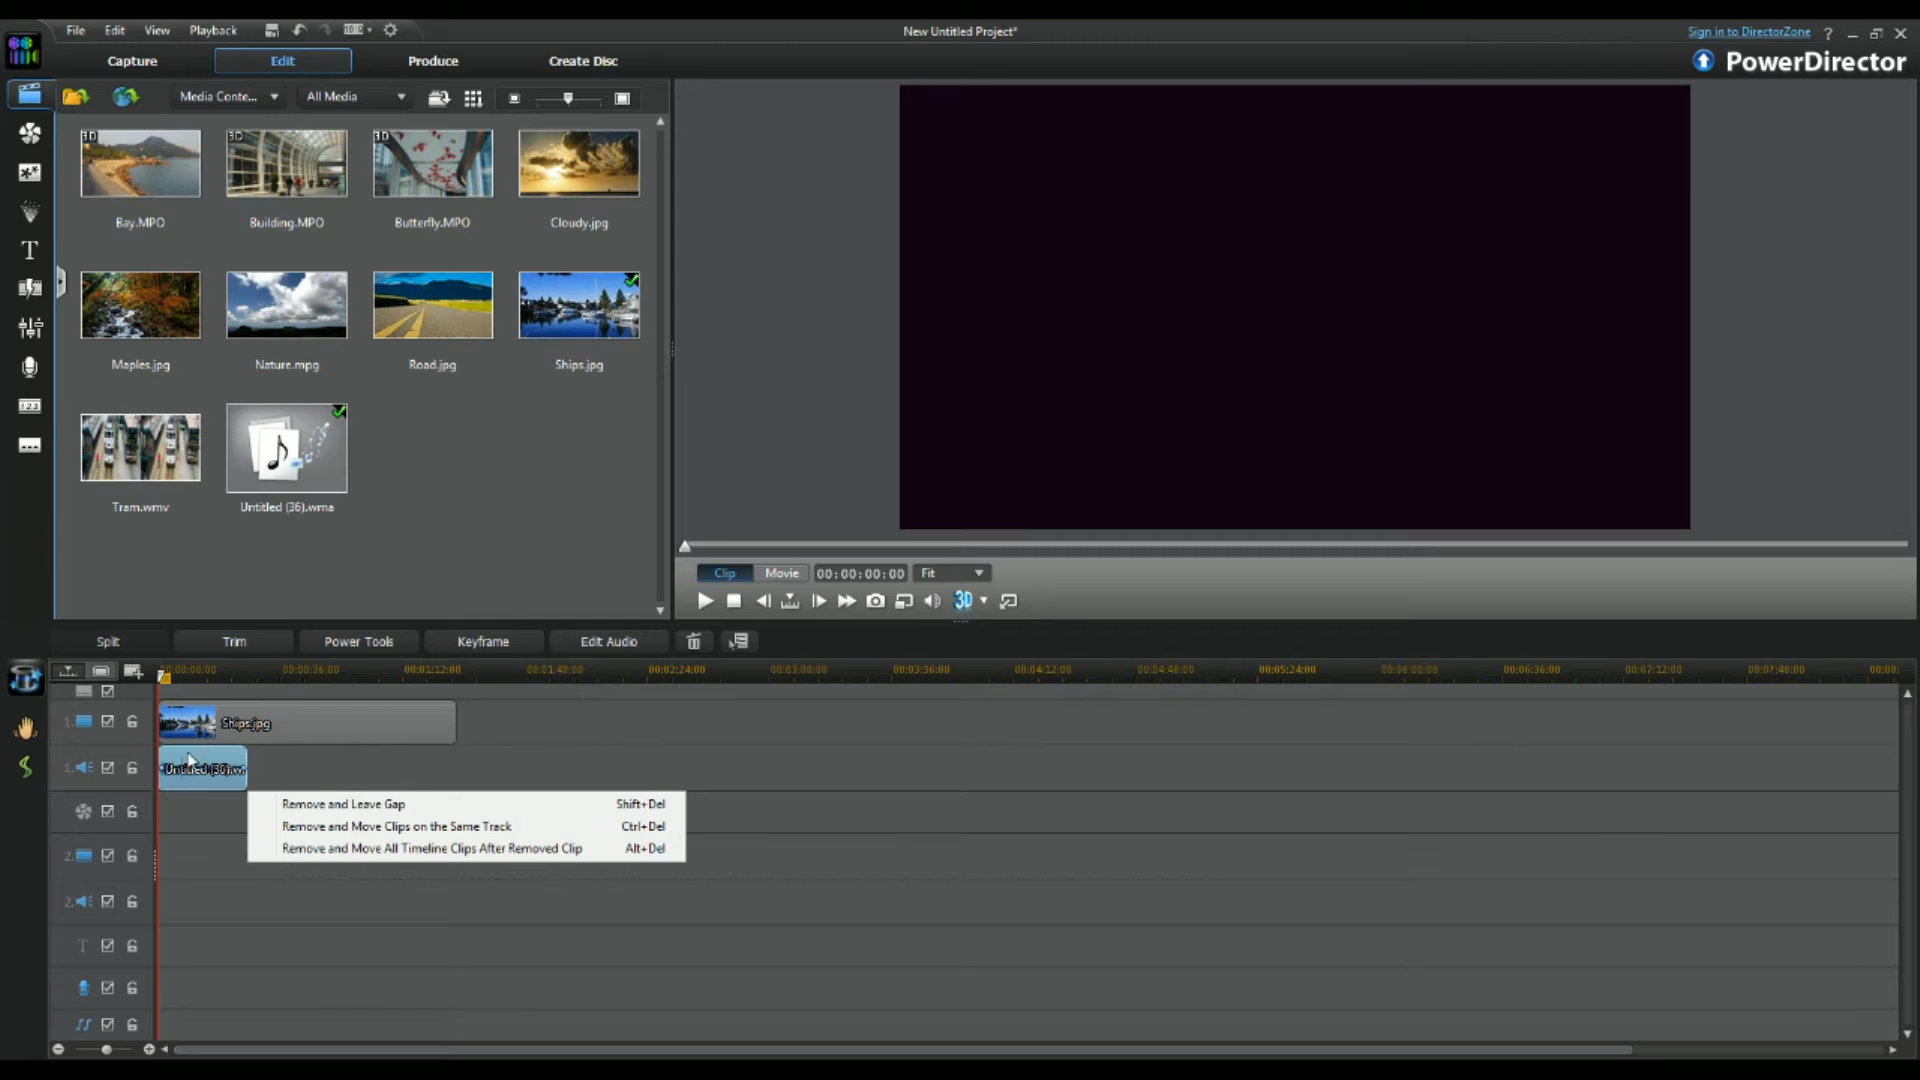 File Edit View Playback New Untitled Project* Sign in to DirectorZone ?
Capture Edit Produce Create Disc PowerDirector
Media Conte... All Media
3D 3D 3D
Bay.MPO Building.MPO Butterfly.MPO Cloudy.jpg
Maples.jpg Nature.mpg Road.jpg Ships.jpg
Tram.wmv Untitled (36).wma
Clip Movie 00:00:00:00 Fit
3D
Split Trim Power Tools Keyframe Edit Audio
00:00:00:00 00:00:36:00 00:01:12:00 00:01:48:00 00:02:24:00 00:03:00:00 00:03:36:00 00:04:12:00 00:04:48:00 00:05:24:00 00:06:00:00 00:06:36:00 00:07:12:00 00:07:48:00 00:08:
1. Ships.jpg
1. Untitled (36).w
Remove and Leave Gap Shift+Del
Remove and Move Clips on the Same Track Ctrl+Del
Remove and Move All Timeline Clips After Removed Clip Alt+Del
2.
2.
T